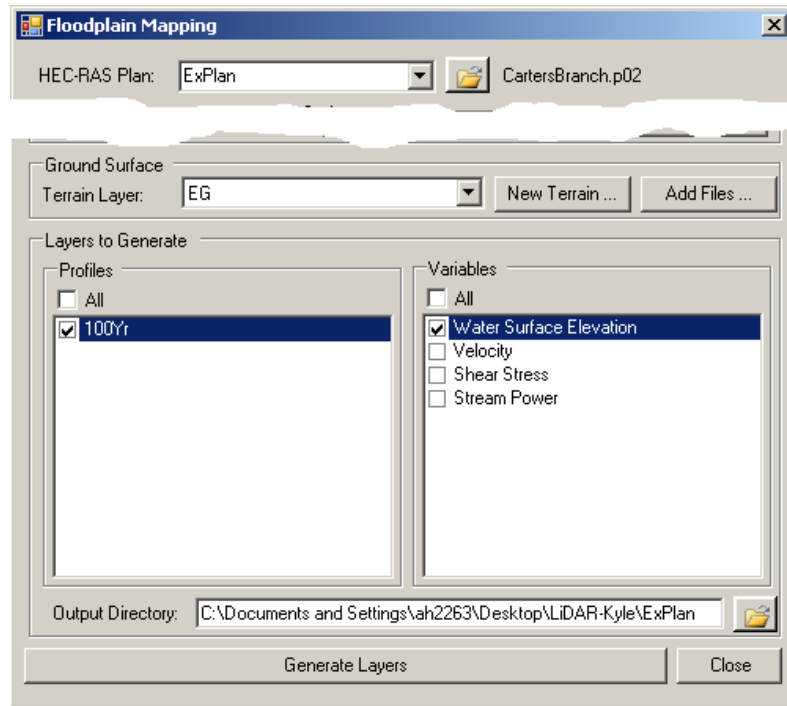 Floodplain Mapping
HEC-RAS Plan: ExPlan CartersBranch.p02
Ground Surface
Terrain Layer: EG New Terrain ... Add Files ...
Layers to Generate
Profiles Variables
All All
100Yr Water Surface Elevation
Velocity
Shear Stress
Stream Power
Output Directory: C:\Documents and Settings\ah2263\Desktop\LiDAR-Kyle\ExPlan
Generate Layers Close